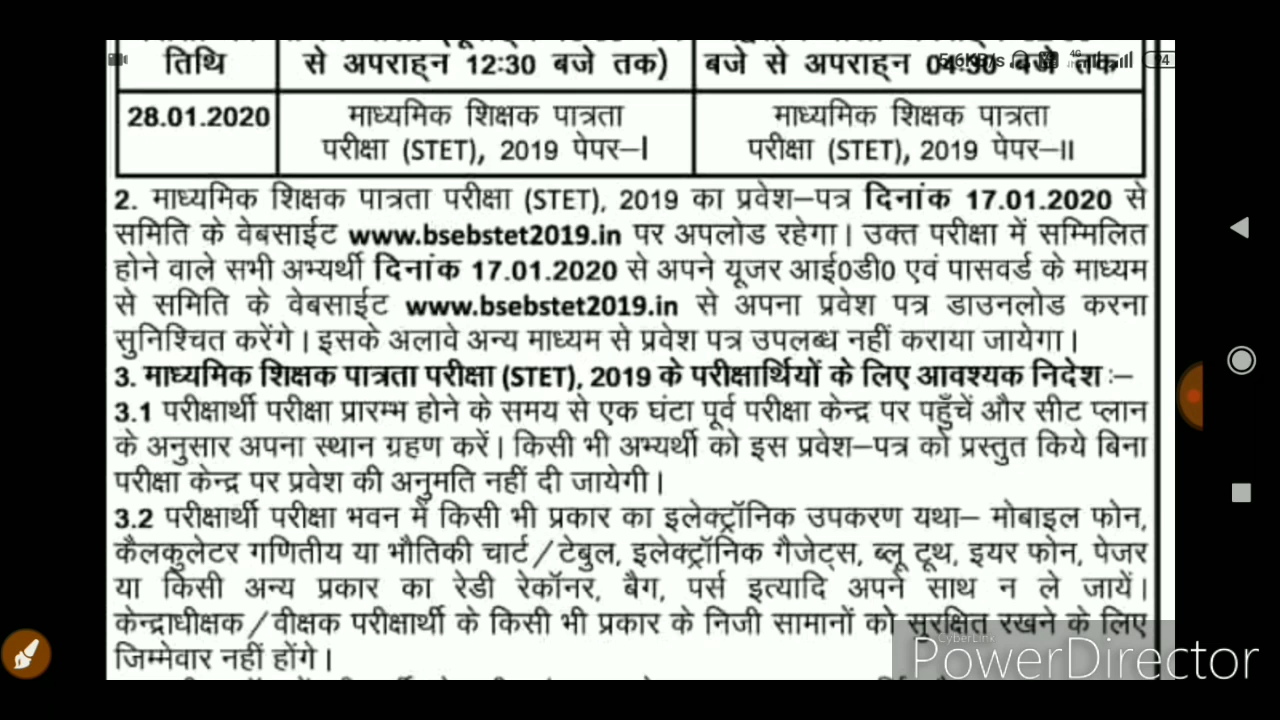 तिथि
से अपराह्न 12:30 बजे तक)
बजे से अपराह्न 04:30 बजे तक
5.6KB/s
4G
94
28.01.2020
माध्यमिक शिक्षक पात्रता
परीक्षा (STET), 2019 पेपर–I
माध्यमिक शिक्षक पात्रता
परीक्षा (STET), 2019 पेपर–II
2. माध्यमिक शिक्षक पात्रता परीक्षा (STET), 2019 का प्रवेश–पत्र दिनांक 17.01.2020 से
समिति के वेबसाईट www.bsebstet2019.in पर अपलोड रहेगा। उक्त परीक्षा में सम्मिलित
होने वाले सभी अभ्यर्थी दिनांक 17.01.2020 से अपने यूजर आई0डी0 एवं पासवर्ड के माध्यम
से समिति के वेबसाईट www.bsebstet2019.in से अपना प्रवेश पत्र डाउनलोड करना
सुनिश्चित करेंगे। इसके अलावे अन्य माध्यम से प्रवेश पत्र उपलब्ध नहीं कराया जायेगा।
3. माध्यमिक शिक्षक पात्रता परीक्षा (STET), 2019 के परीक्षार्थियों के लिए आवश्यक निदेश :–
3.1 परीक्षार्थी परीक्षा प्रारम्भ होने के समय से एक घंटा पूर्व परीक्षा केन्द्र पर पहुँचें और सीट प्लान
के अनुसार अपना स्थान ग्रहण करें। किसी भी अभ्यर्थी को इस प्रवेश–पत्र को प्रस्तुत किये बिना
परीक्षा केन्द्र पर प्रवेश की अनुमति नहीं दी जायेगी।
3.2 परीक्षार्थी परीक्षा भवन में किसी भी प्रकार का इलेक्ट्रॉनिक उपकरण यथा– मोबाइल फोन,
कैलकुलेटर गणितीय या भौतिकी चार्ट/टेबुल, इलेक्ट्रॉनिक गैजेट्स, ब्लू टूथ, इयर फोन, पेजर
या किसी अन्य प्रकार का रेडी रेकॉनर, बैग, पर्स इत्यादि अपने साथ न ले जायें।
केन्द्राधीक्षक/वीक्षक परीक्षार्थी के किसी भी प्रकार के निजी सामानों को सुरक्षित रखने के लिए
जिम्मेवार नहीं होंगे।
CyberLink
PowerDirector